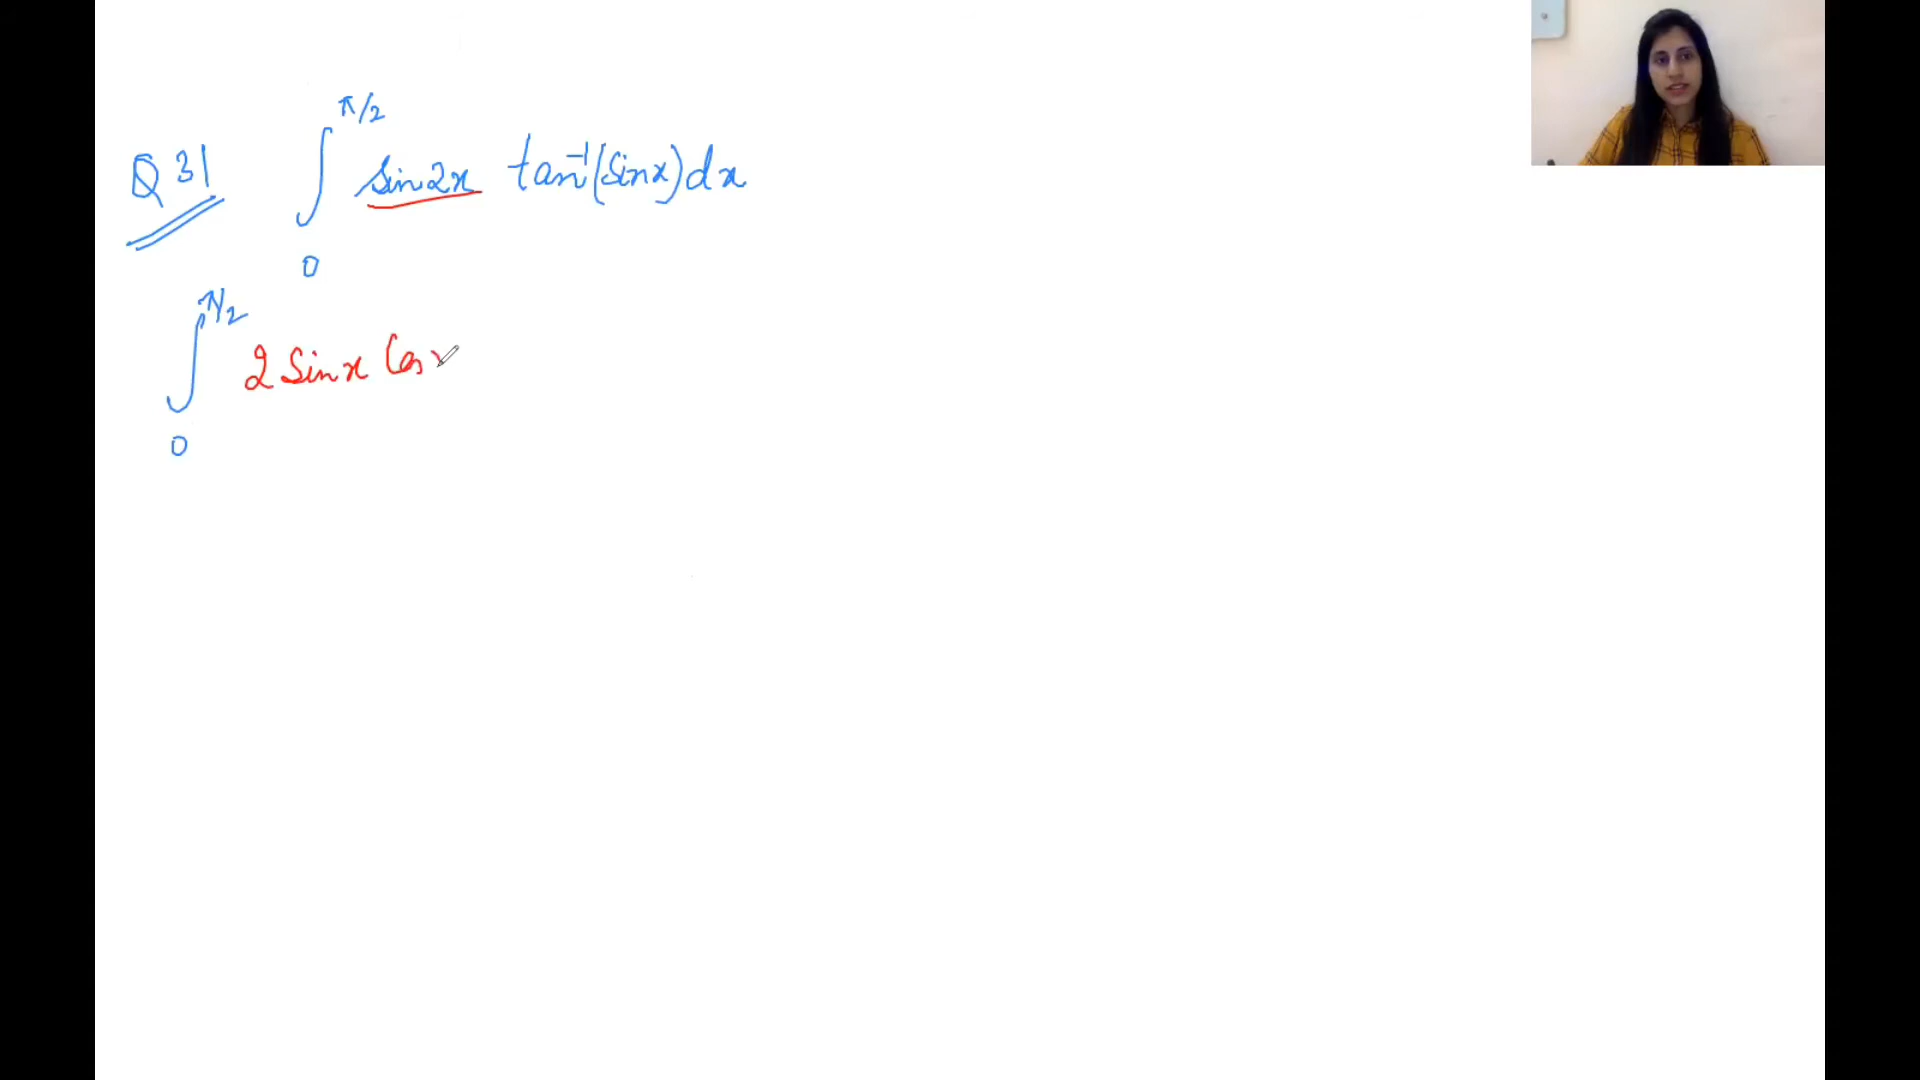 Q 31 ∫₀^π/2 sin2x tan⁻¹(sinx) dx
∫₀^π/2 2 Sinx Cos x